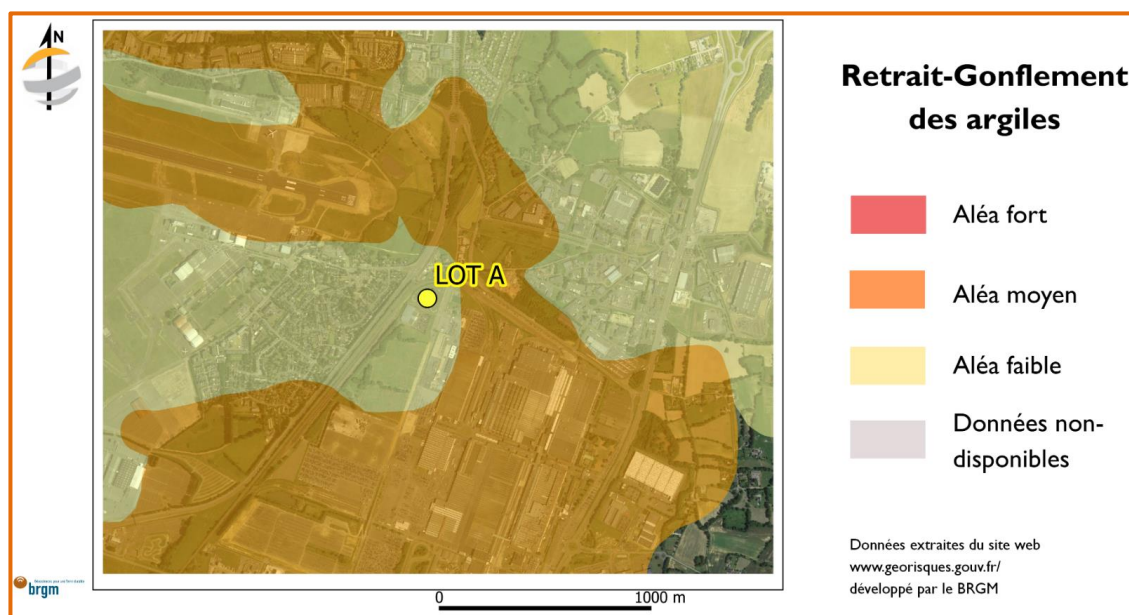 N
LOT A
Retrait-Gonflement
des argiles
Aléa fort
Aléa moyen
Aléa faible
Données non-
disponibles
Données extraites du site web
www.georisques.gouv.fr/
développé par le BRGM
brgm
0 1000 m